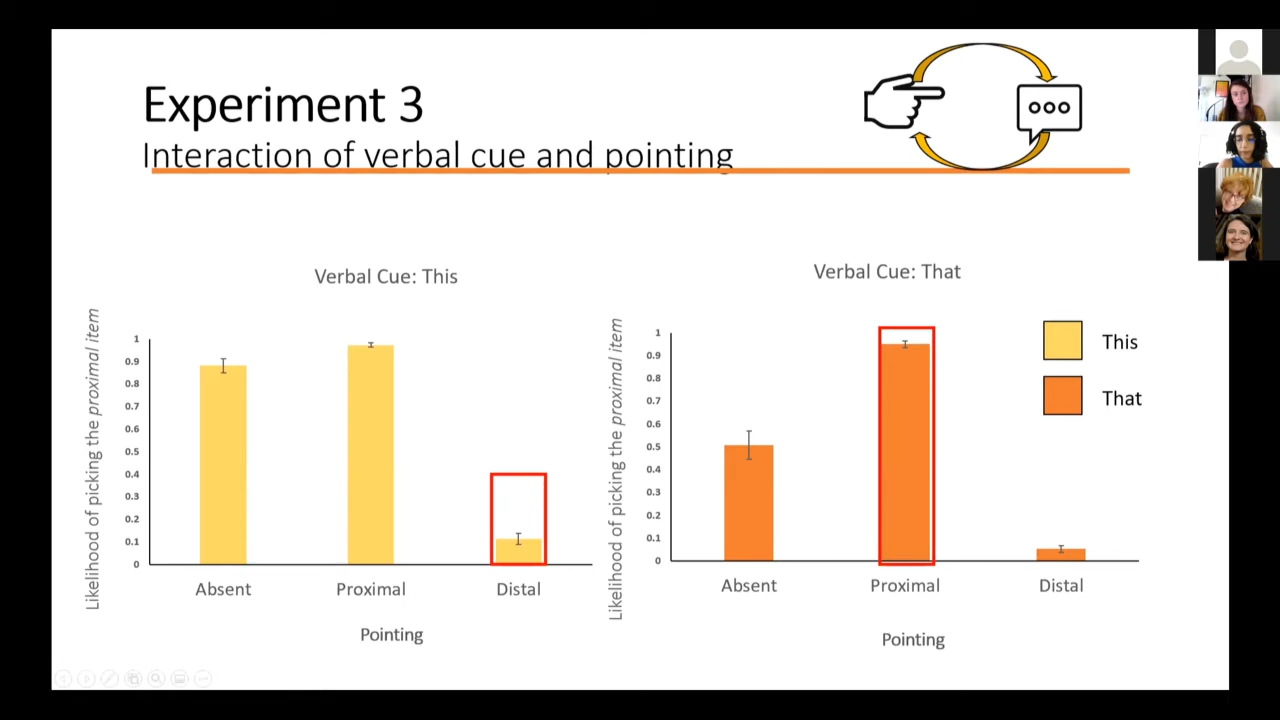 Experiment 3
Interaction of verbal cue and pointing
Verbal Cue: This
Likelihood of picking the proximal item
1
0.9
0.8
0.7
0.6
0.5
0.4
0.3
0.2
0.1
0
Absent
Proximal
Distal
Pointing
Verbal Cue: That
Likelihood of picking the proximal item
1
0.9
0.8
0.7
0.6
0.5
0.4
0.3
0.2
0.1
0
Absent
Proximal
Distal
Pointing
This
That